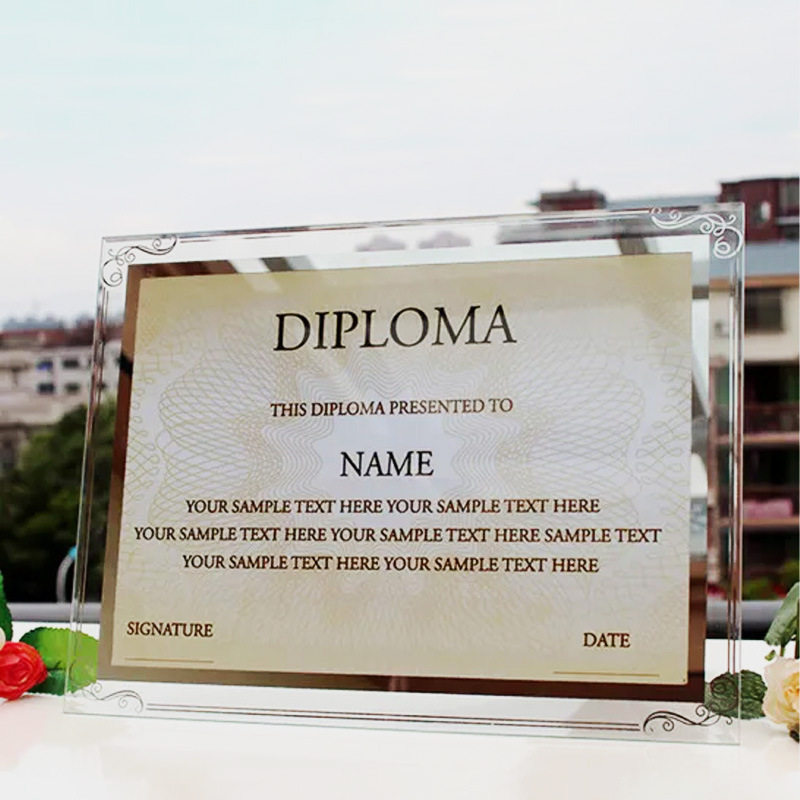 DIPLOMA
THIS DIPLOMA PRESENTED TO
NAME
YOUR SAMPLE TEXT HERE YOUR SAMPLE TEXT HERE
YOUR SAMPLE TEXT HERE YOUR SAMPLE TEXT HERE SAMPLE TEXT
YOUR SAMPLE TEXT HERE YOUR SAMPLE TEXT HERE
SIGNATURE
DATE